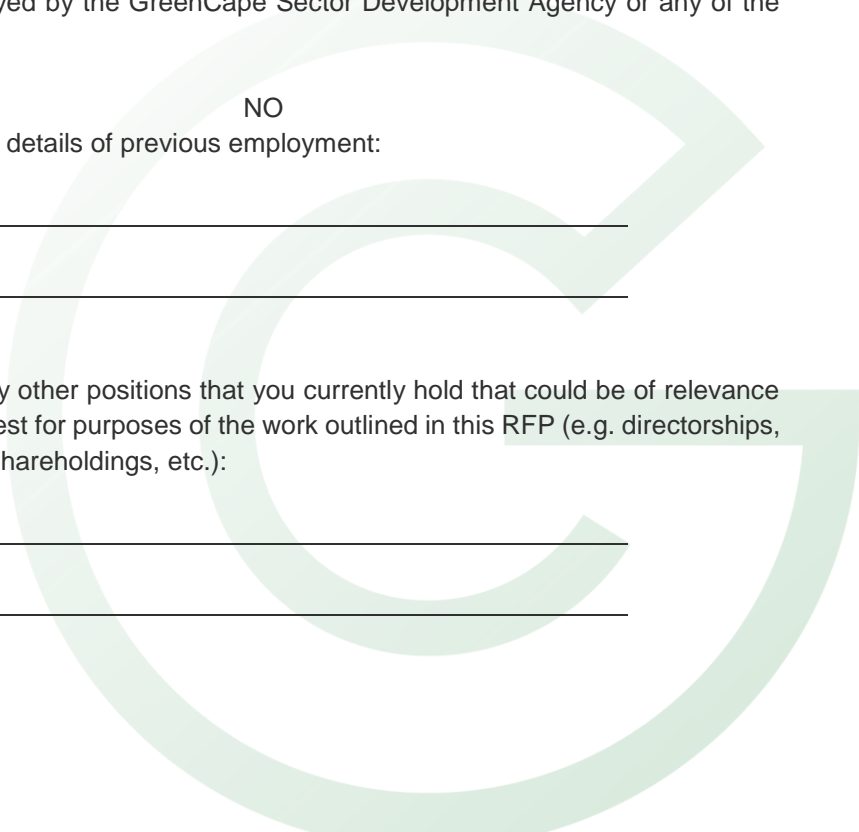 yed by the GreenCape Sector Development Agency or any of the
NO
details of previous employment:
y other positions that you currently hold that could be of relevance
est for purposes of the work outlined in this RFP (e.g. directorships,
hareholdings, etc.):